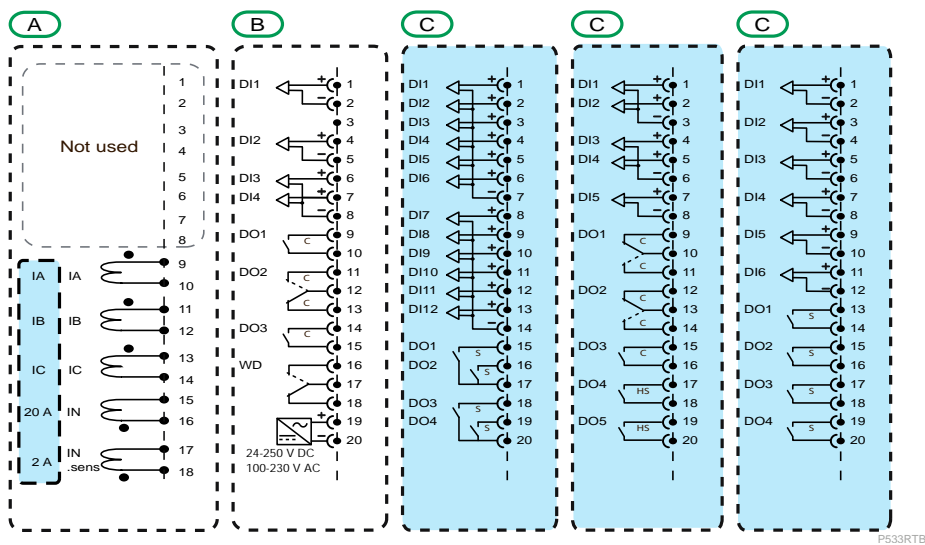 A
Not used
1
2
3
4
5
6
7
8
IA IA 9
10
IB IB 11
12
IC IC 13
14
20 A IN 15
16
2 A IN .sens 17
18
B
DI1 + 1
− 2
3
DI2 + 4
− 5
DI3 + 6
DI4 + 7
− 8
DO1 C 9
10
DO2 C 11
C 12
13
DO3 C 14
15
WD 16
17
18
+ 19
− 20
24-250 V DC
100-230 V AC
C
DI1 + 1
DI2 + 2
DI3 + 3
DI4 + 4
DI5 + 5
DI6 + 6
− 7
DI7 + 8
DI8 + 9
DI9 + 10
DI10 + 11
DI11 + 12
DI12 + 13
− 14
DO1 S 15
DO2 S 16
17
DO3 S 18
DO4 S 19
20
C
DI1 + 1
DI2 + 2
− 3
DI3 + 4
DI4 + 5
− 6
DI5 + 7
− 8
DO1 C 9
10
C 11
DO2 C 12
13
C 14
DO3 C 15
16
DO4 HS 17
18
DO5 HS 19
20
C
DI1 + 1
− 2
DI2 + 3
− 4
DI3 + 5
− 6
DI4 + 7
− 8
DI5 + 9
− 10
DI6 + 11
− 12
DO1 S 13
14
DO2 S 15
16
DO3 S 17
18
DO4 S 19
20
P533RTB